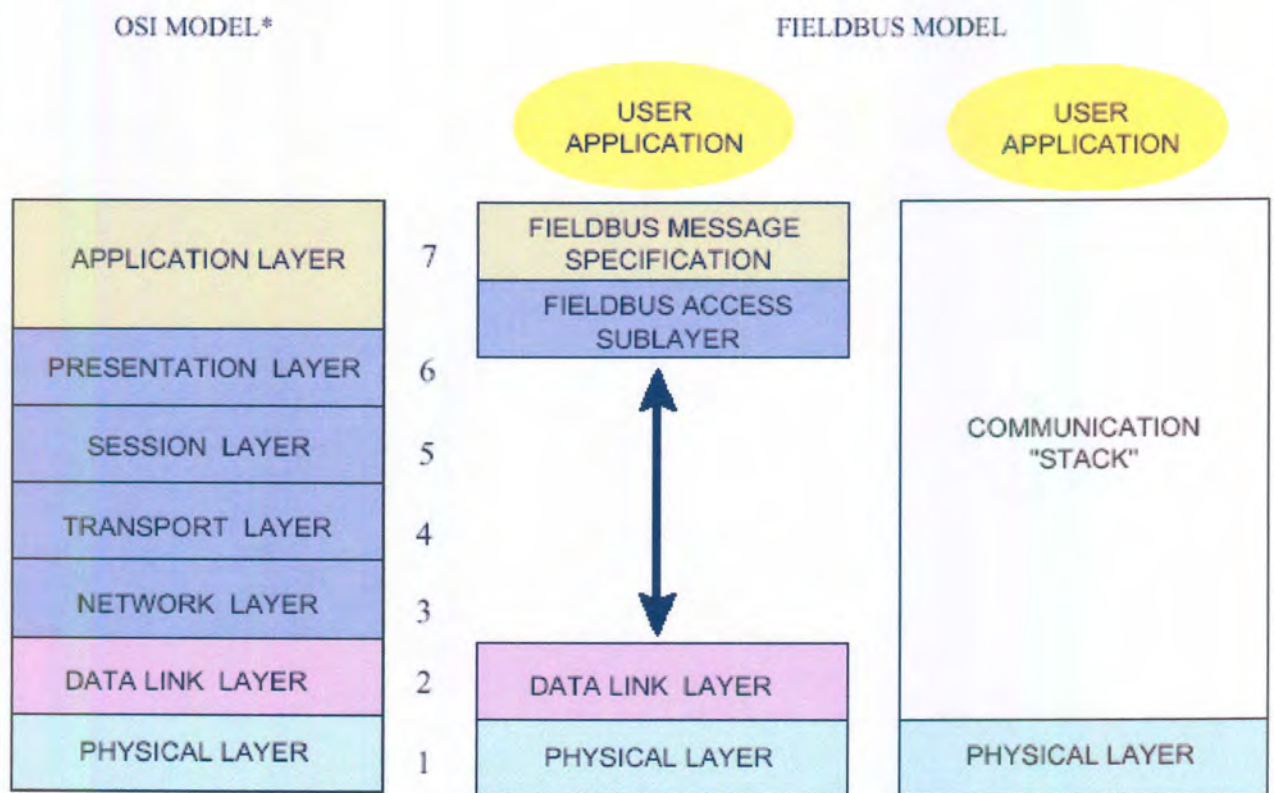 OSI MODEL*
FIELDBUS MODEL
USER
APPLICATION
USER
APPLICATION
APPLICATION LAYER
7
FIELDBUS MESSAGE
SPECIFICATION
FIELDBUS ACCESS
SUBLAYER
PRESENTATION LAYER
6
SESSION LAYER
5
COMMUNICATION
"STACK"
TRANSPORT LAYER
4
NETWORK LAYER
3
DATA LINK LAYER
2
DATA LINK LAYER
PHYSICAL LAYER
1
PHYSICAL LAYER
PHYSICAL LAYER